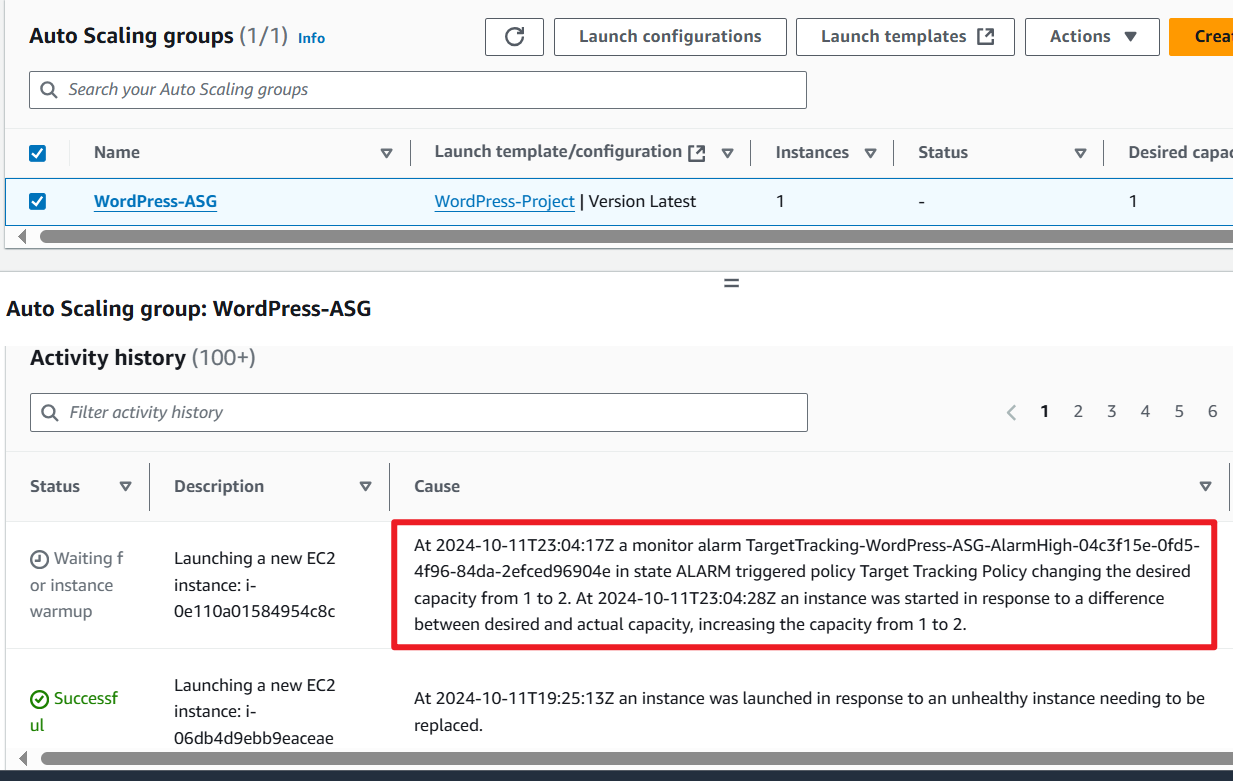 Auto Scaling groups (1/1) Info
Launch configurations
Launch templates
Actions
Search your Auto Scaling groups
Name
Launch template/configuration
Instances
Status
WordPress-ASG
WordPress-Project | Version Latest
1
-
1
Auto Scaling group: WordPress-ASG
Activity history (100+)
Filter activity history
1 2 3 4 5 6
Status
Description
Cause
Waiting f
or instance
warmup
Launching a new EC2
instance: i-
0e110a01584954c8c
At 2024-10-11T23:04:17Z a monitor alarm TargetTracking-WordPress-ASG-AlarmHigh-04c3f15e-0fd5-
4f96-84da-2efced96904e in state ALARM triggered policy Target Tracking Policy changing the desired
capacity from 1 to 2. At 2024-10-11T23:04:28Z an instance was started in response to a difference
between desired and actual capacity, increasing the capacity from 1 to 2.
Successf
ul
Launching a new EC2
instance: i-
06db4d9ebb9eaceae
At 2024-10-11T19:25:13Z an instance was launched in response to an unhealthy instance needing to be
replaced.